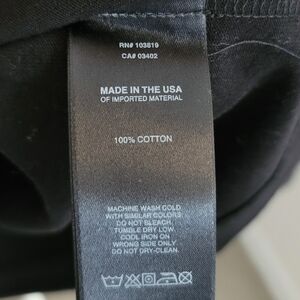 RN# 103819
CA# 03402
MADE IN THE USA
OF IMPORTED MATERIAL
100% COTTON
MACHINE WASH COLD
WITH SIMILAR COLORS
DO NOT BLEACH.
TUMBLE DRY LOW.
COOL IRON ON
WRONG SIDE ONLY.
DO NOT DRY-CLEAN.